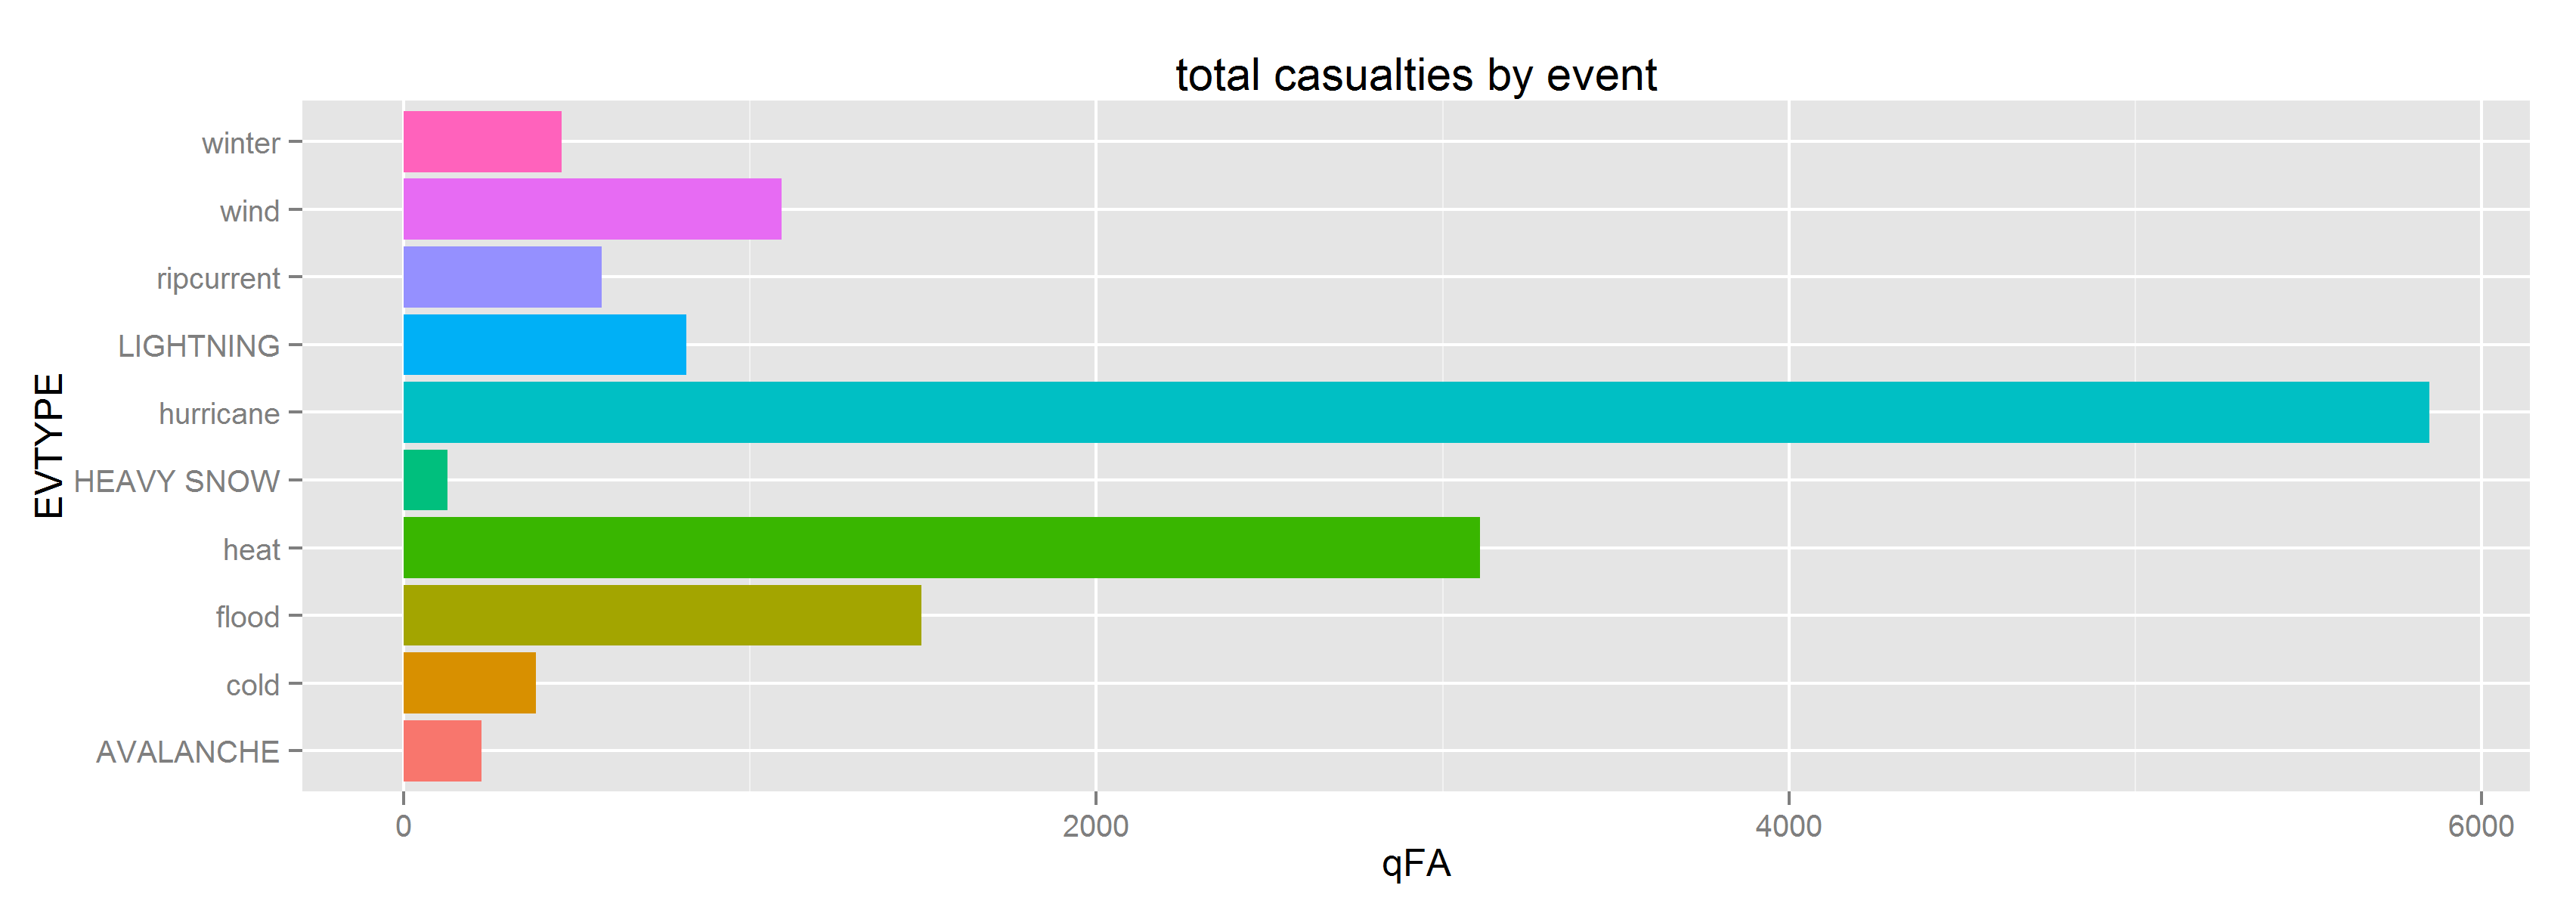 total casualties by event
winter
wind
ripcurrent
LIGHTNING
hurricane
HEAVY SNOW
heat
flood
cold
AVALANCHE
EVTYPE
0 2000 4000 6000
qFA